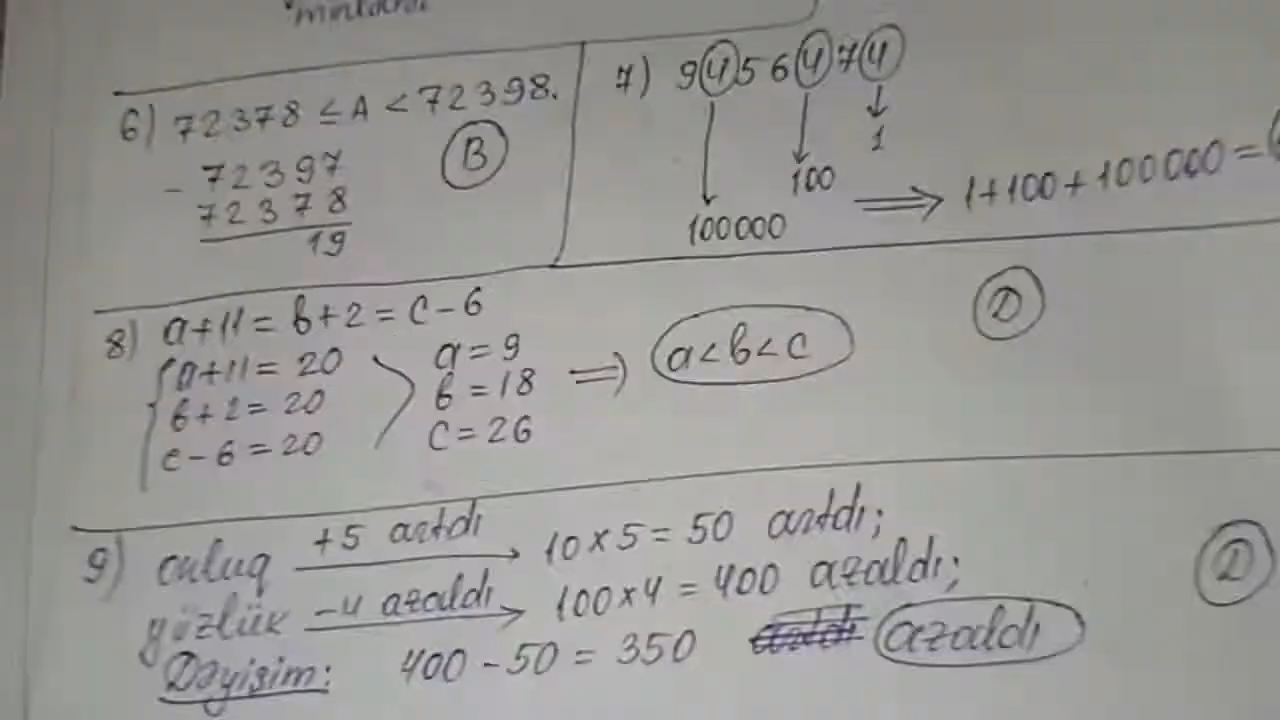 6) 72378 ≤ A < 72398.
- 72397
72378
19
B
7) 9456474
100000
100
1
⟹ 1+100+100000=
8) a+11 = b+2 = c-6
a+11 = 20
b+2 = 20
c-6 = 20
a = 9
b = 18
c = 26
⟹ a<b<c
D
9) onluq +5 artdı → 10×5 = 50 artdı;
yüzlük -4 azaldı → 100×4 = 400 azaldı;
Dəyişim: 400 - 50 = 350 azaldı
D